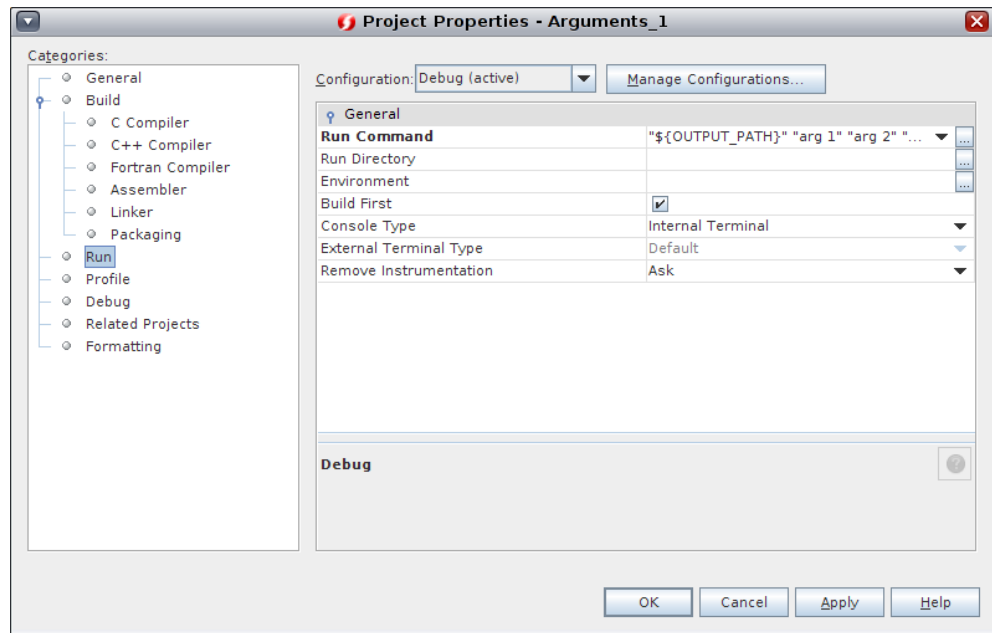 Project Properties - Arguments_1
Categories:
General
Build
C Compiler
C++ Compiler
Fortran Compiler
Assembler
Linker
Packaging
Run
Profile
Debug
Related Projects
Formatting
Configuration: Debug (active) Manage Configurations...
General
Run Command "${OUTPUT_PATH}" "arg 1" "arg 2" "... ...
Run Directory ...
Environment ...
Build First
Console Type Internal Terminal
External Terminal Type Default
Remove Instrumentation Ask
Debug ?
OK Cancel Apply Help